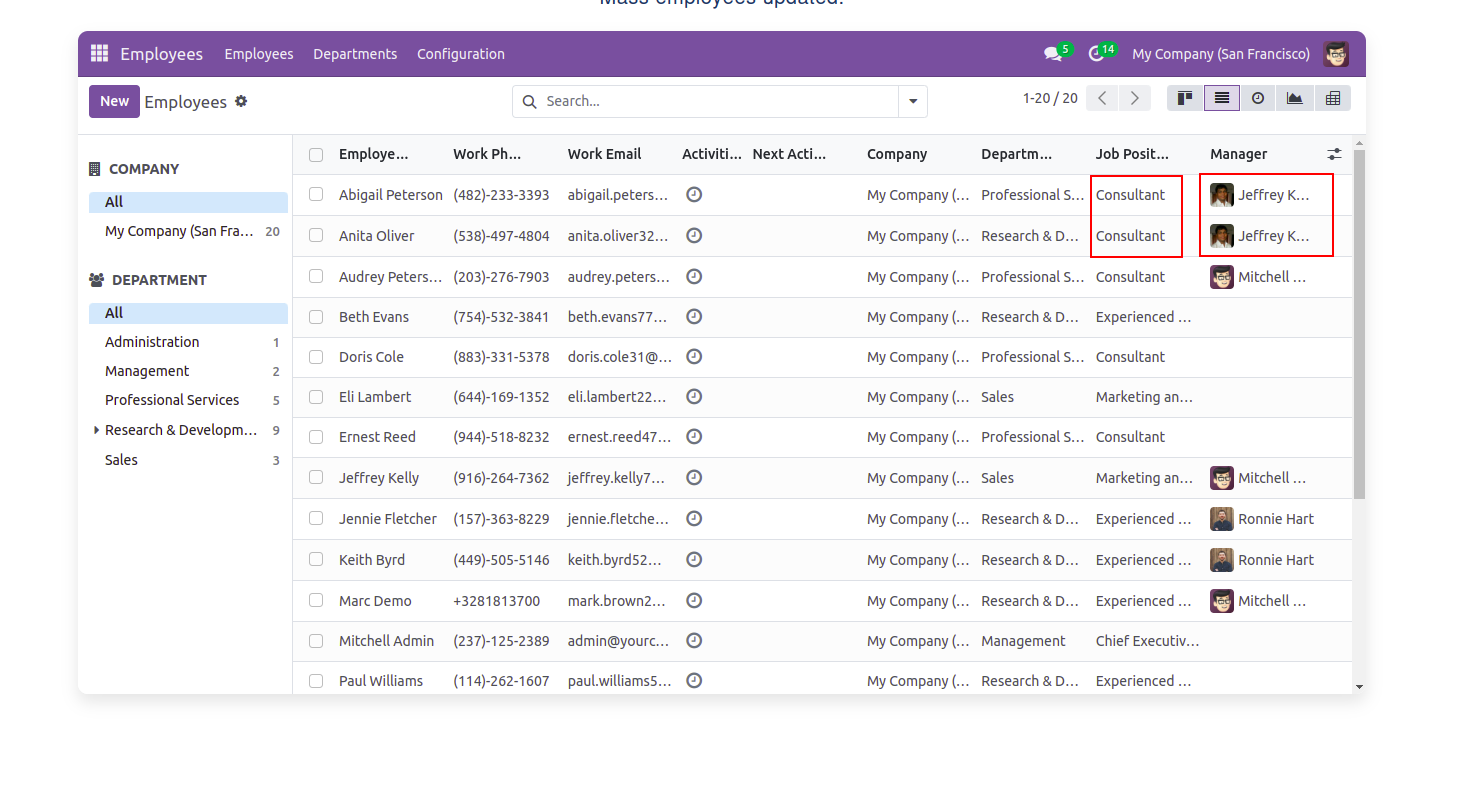 Mass employees updated.
Employees Employees Departments Configuration 5 14 My Company (San Francisco)
New Employees Search... 1-20 / 20
COMPANY
All
My Company (San Fra... 20
DEPARTMENT
All
Administration 1
Management 2
Professional Services 5
Research & Developm... 9
Sales 3
Employe... Work Ph... Work Email Activiti... Next Acti... Company Departm... Job Posit... Manager
Abigail Peterson (482)-233-3393 abigail.peters... My Company (... Professional S... Consultant Jeffrey K...
Anita Oliver (538)-497-4804 anita.oliver32... My Company (... Research & D... Consultant Jeffrey K...
Audrey Peters... (203)-276-7903 audrey.peters... My Company (... Professional S... Consultant Mitchell ...
Beth Evans (754)-532-3841 beth.evans77... My Company (... Research & D... Experienced ...
Doris Cole (883)-331-5378 doris.cole31@... My Company (... Professional S... Consultant
Eli Lambert (644)-169-1352 eli.lambert22... My Company (... Sales Marketing an...
Ernest Reed (944)-518-8232 ernest.reed47... My Company (... Professional S... Consultant
Jeffrey Kelly (916)-264-7362 jeffrey.kelly7... My Company (... Sales Marketing an... Mitchell ...
Jennie Fletcher (157)-363-8229 jennie.fletche... My Company (... Research & D... Experienced ... Ronnie Hart
Keith Byrd (449)-505-5146 keith.byrd52... My Company (... Research & D... Experienced ... Ronnie Hart
Marc Demo +3281813700 mark.brown2... My Company (... Research & D... Experienced ... Mitchell ...
Mitchell Admin (237)-125-2389 admin@yourc... My Company (... Management Chief Executiv...
Paul Williams (114)-262-1607 paul.williams5... My Company (... Research & D... Experienced ...